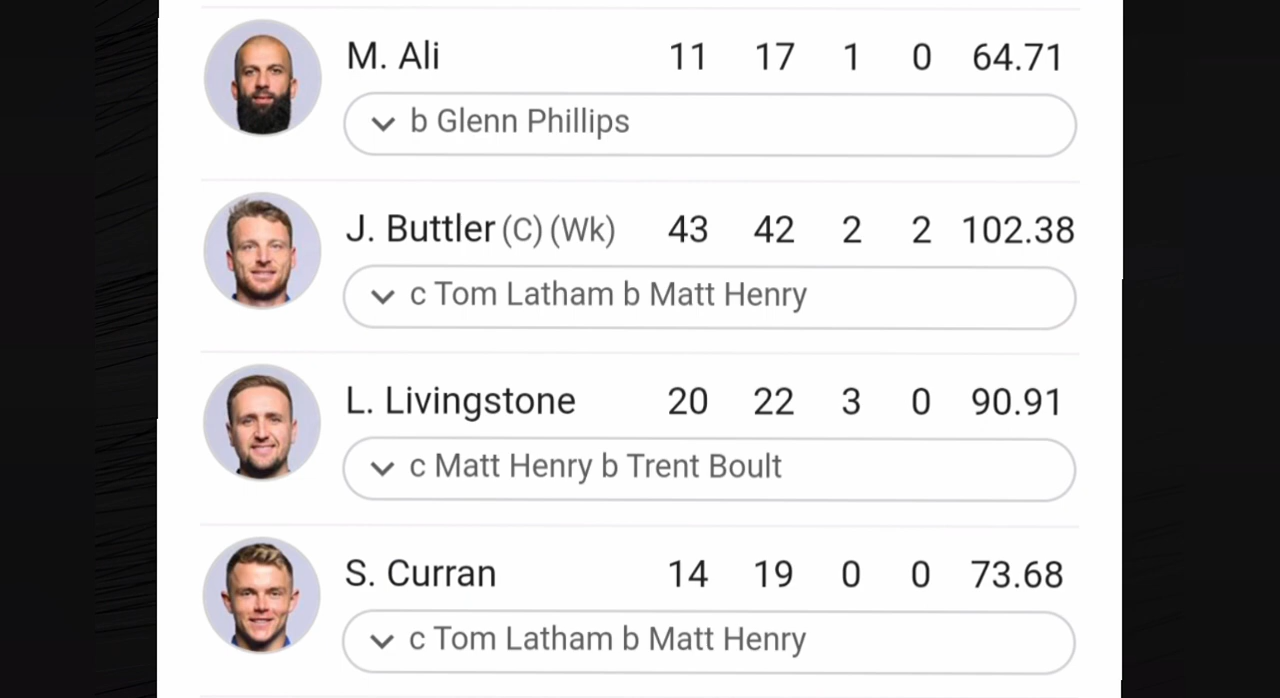 M. Ali 11 17 1 0 64.71
b Glenn Phillips
J. Buttler (C) (Wk) 43 42 2 2 102.38
c Tom Latham b Matt Henry
L. Livingstone 20 22 3 0 90.91
c Matt Henry b Trent Boult
S. Curran 14 19 0 0 73.68
c Tom Latham b Matt Henry